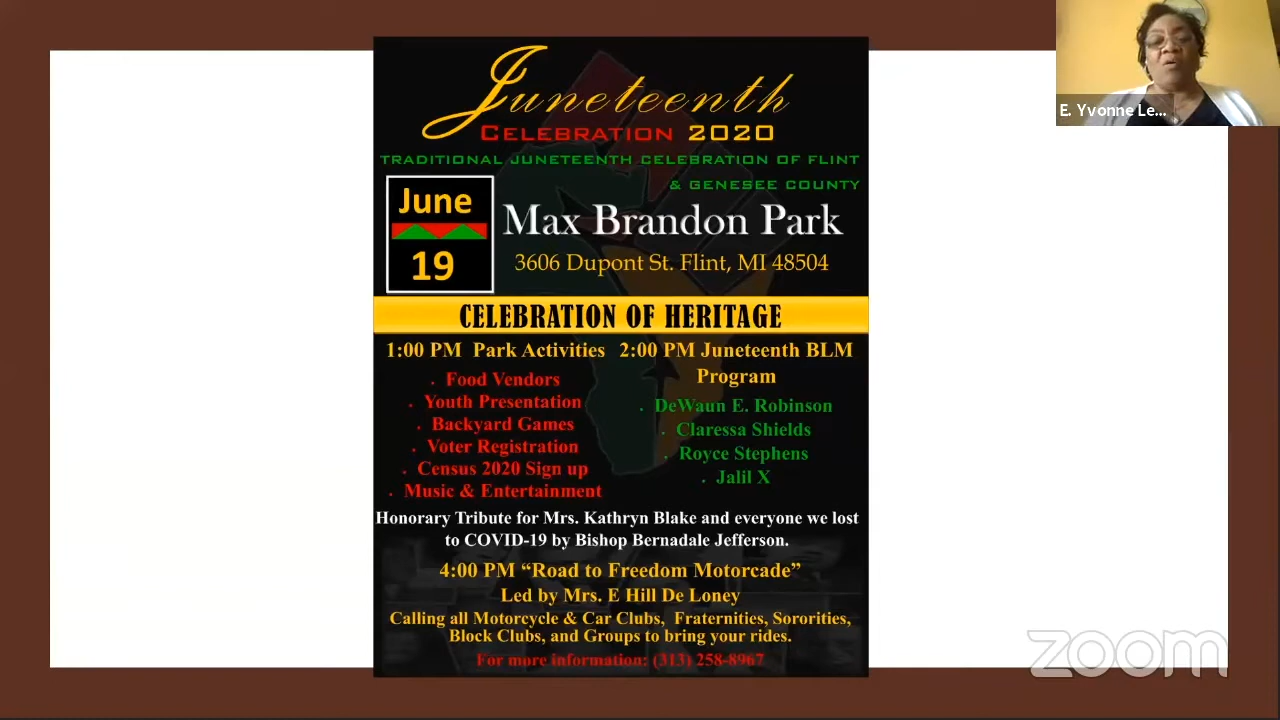 Juneteenth
CELEBRATION 2020
TRADITIONAL JUNETEENTH CELEBRATION OF FLINT
& GENESEE COUNTY
June
19
Max Brandon Park
3606 Dupont St. Flint, MI 48504
CELEBRATION OF HERITAGE
1:00 PM Park Activities
. Food Vendors
. Youth Presentation
. Backyard Games
. Voter Registration
. Census 2020 Sign up
. Music & Entertainment
2:00 PM Juneteenth BLM
Program
. DeWaun E. Robinson
. Claressa Shields
. Royce Stephens
. Jalil X
Honorary Tribute for Mrs. Kathryn Blake and everyone we lost
to COVID-19 by Bishop Bernadale Jefferson.
4:00 PM “Road to Freedom Motorcade”
Led by Mrs. E Hill De Loney
Calling all Motorcycle & Car Clubs, Fraternities, Sororities,
Block Clubs, and Groups to bring your rides.
For more information: (313) 258-8967
E. Yvonne Le...
zoom